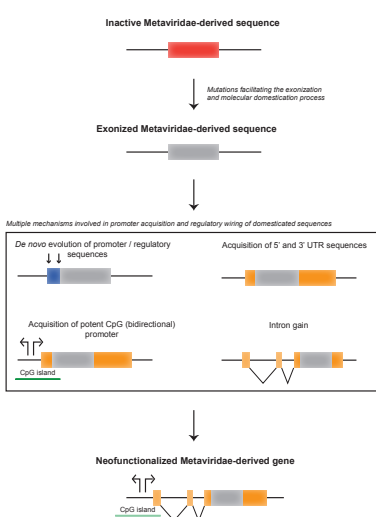 Inactive Metaviridae-derived sequence
Mutations facilitating the exonization
and molecular domestication process
Exonized Metaviridae-derived sequence
Multiple mechanisms involved in promoter acquisition and regulatory wiring of domesticated sequences
De novo evolution of promoter / regulatory
sequences
Acquisition of 5' and 3' UTR sequences
Acquisition of potent CpG (bidirectional)
promoter
Intron gain
CpG island
Neofunctionalized Metaviridae-derived gene
CpG island